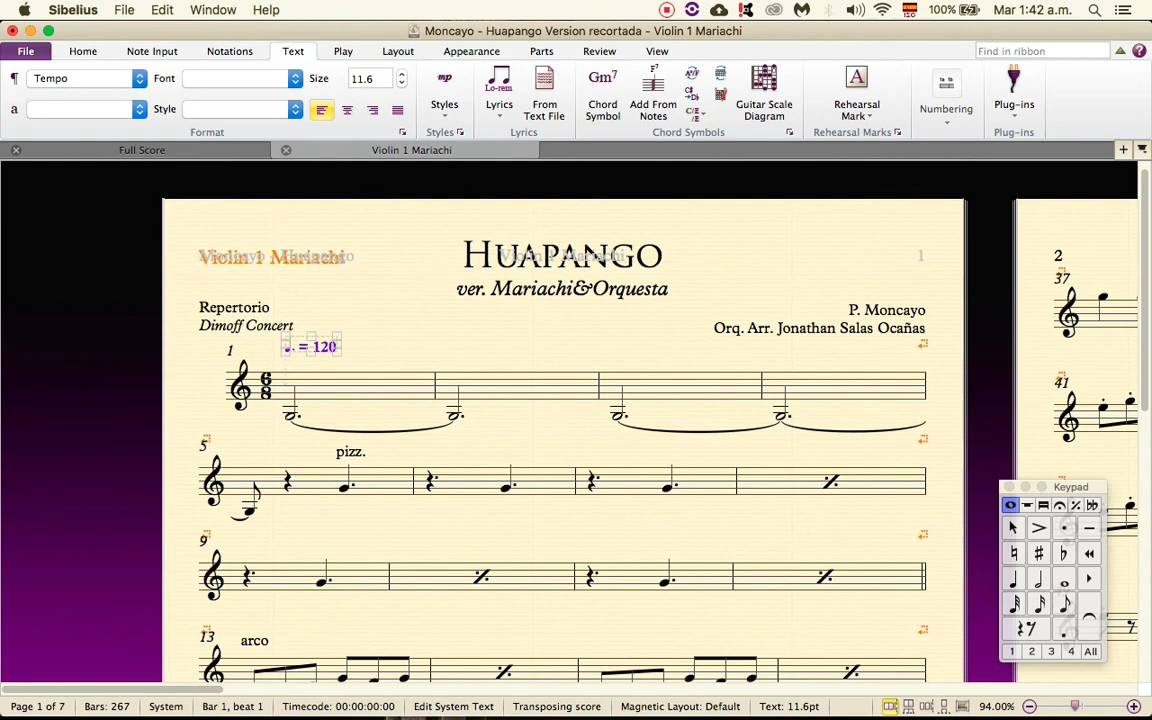 Sibelius File Edit Window Help 100% Mar 1:42 a.m.
Moncayo - Huapango Version recortada - Violin 1 Mariachi
File Home Note Input Notations Text Play Layout Appearance Parts Review View Find in ribbon
¶ Tempo Font Size 11.6
a Style
Styles Lyrics From Text File Chord Symbol Add From Notes Guitar Scale Diagram Rehearsal Mark Numbering Plug-ins
Format Styles Lyrics Chord Symbols Rehearsal Marks Plug-ins
Full Score Violin 1 Mariachi
Violin 1 Mariachi HUAPANGO 1 2
ver. Mariachi&Orquesta
Repertorio P. Moncayo
Dimoff Concert Orq. Arr. Jonathan Salas Ocañas
♩. = 120
1
37
41
5 pizz.
9
13 arco
Keypad
1 2 3 4 All
Page 1 of 7 Bars: 267 System Bar 1, beat 1 Timecode: 00:00:00:00 Edit System Text Transposing score Magnetic Layout: Default Text: 11.6pt 94.00%